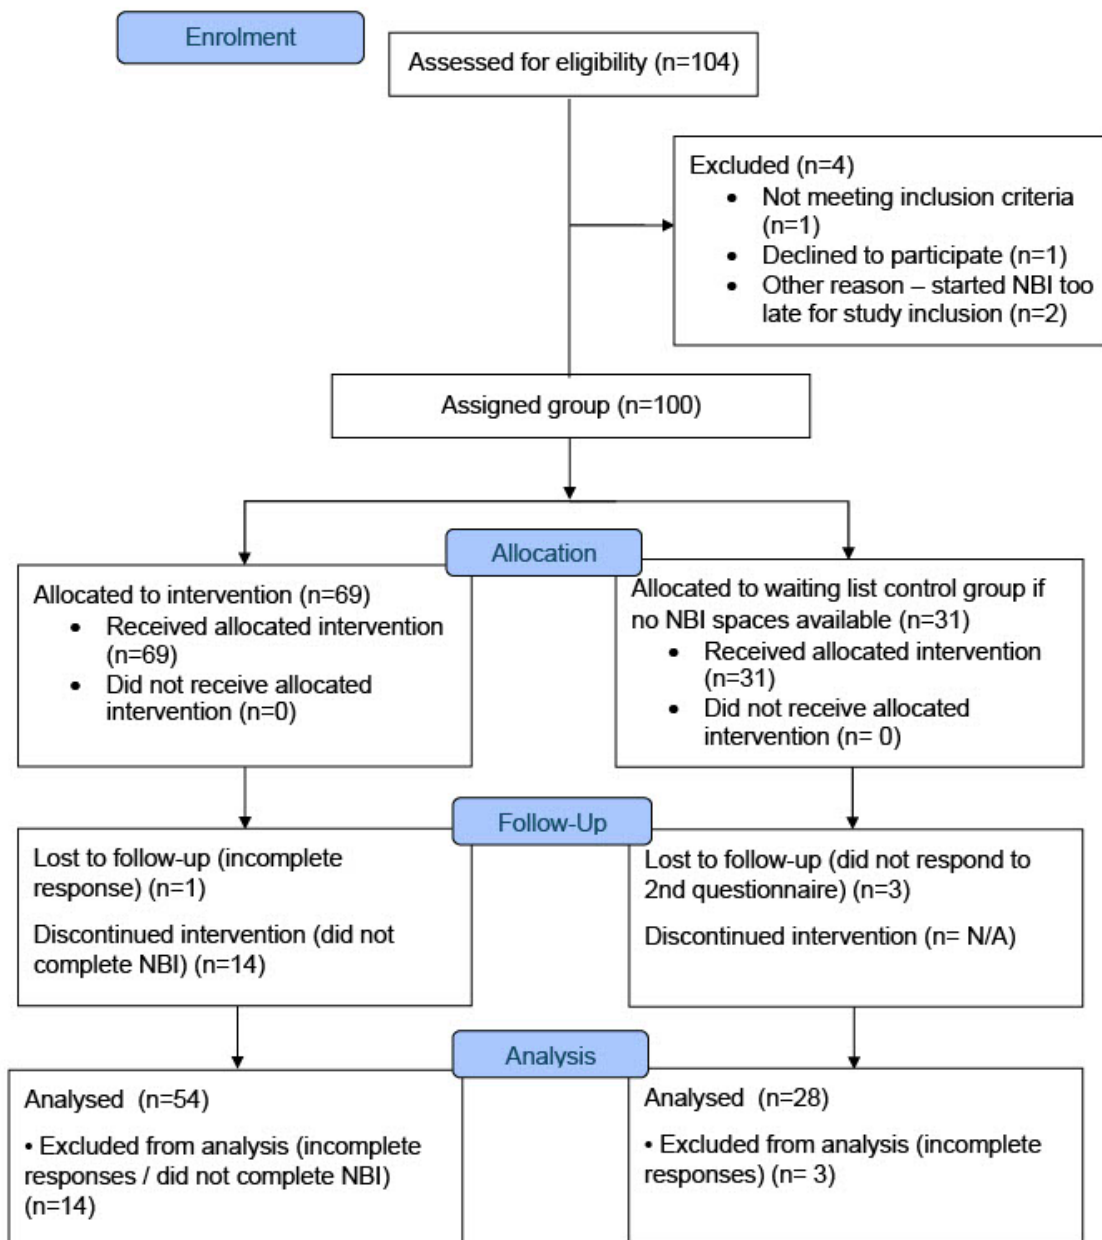 Enrolment
Assessed for eligibility (n=104)
Excluded (n=4)
• Not meeting inclusion criteria
(n=1)
• Declined to participate (n=1)
• Other reason – started NBI too
late for study inclusion (n=2)
Assigned group (n=100)
Allocation
Allocated to intervention (n=69)
• Received allocated intervention
(n=69)
• Did not receive allocated
intervention (n=0)
Allocated to waiting list control group if
no NBI spaces available (n=31)
• Received allocated intervention
(n=31)
• Did not receive allocated
intervention (n= 0)
Follow-Up
Lost to follow-up (incomplete
response) (n=1)
Discontinued intervention (did not
complete NBI) (n=14)
Lost to follow-up (did not respond to
2nd questionnaire) (n=3)
Discontinued intervention (n= N/A)
Analysis
Analysed (n=54)
• Excluded from analysis (incomplete
responses / did not complete NBI)
(n=14)
Analysed (n=28)
• Excluded from analysis (incomplete
responses) (n= 3)